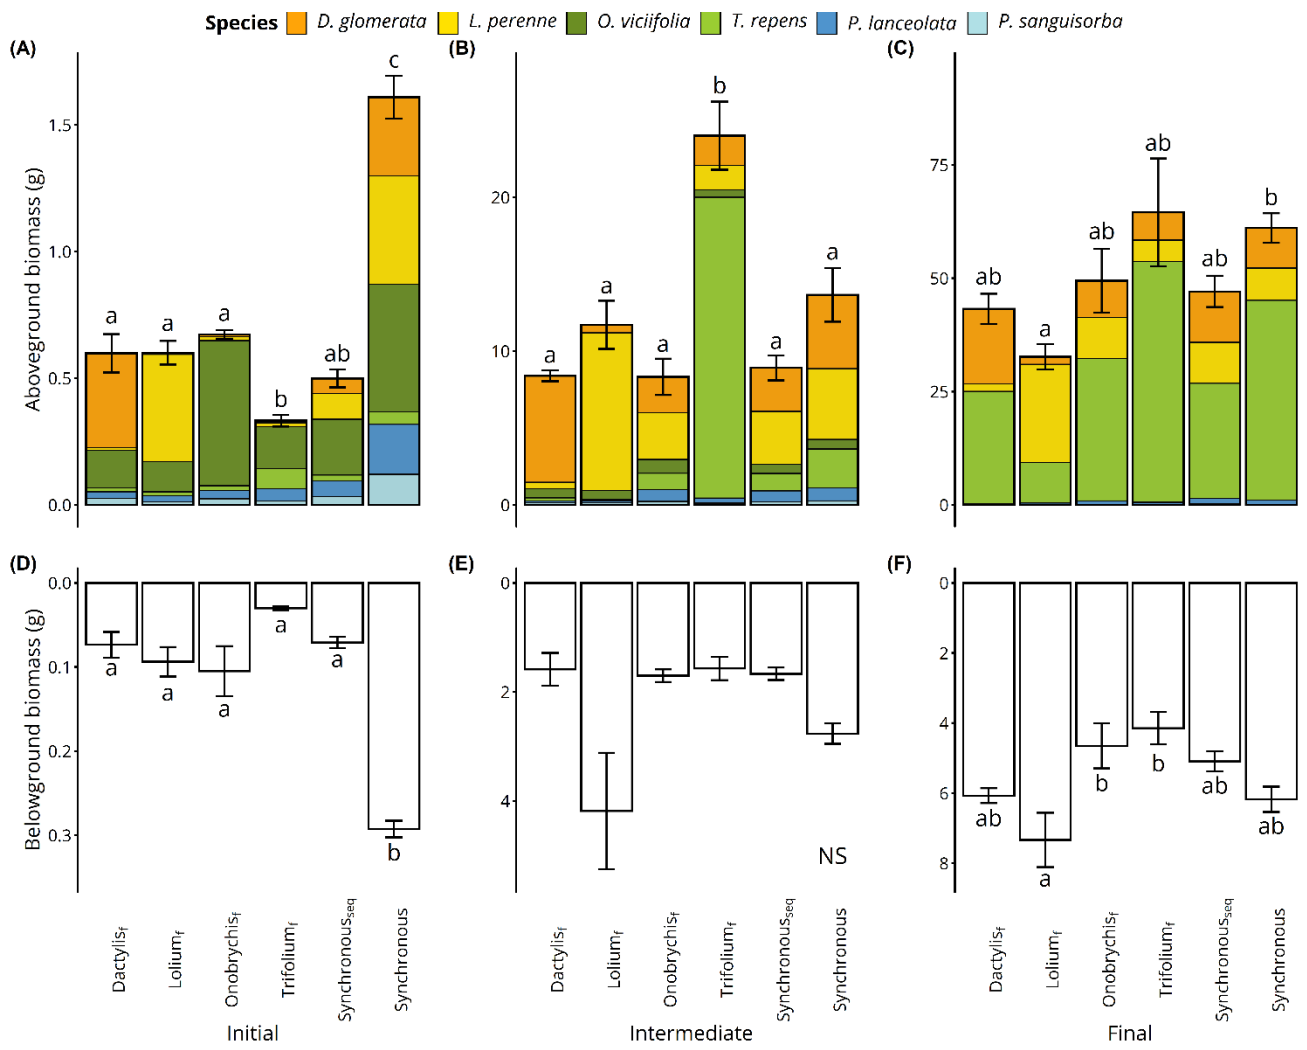 Species D. glomerata L. perenne O. viciifolia T. repens P. lanceolata P. sanguisorba
(A) (B) (C)
Aboveground biomass (g)
1.5
1.0
0.5
0.0
a a a b ab c
20
10
0
a a a b a a
75
50
25
0
ab a ab ab ab b
(D) (E) (F)
Belowground biomass (g)
0.0
0.1
0.2
0.3
a a a a a b
0
2
4
NS
0
2
4
6
8
ab a b b ab ab
Dactylisf Loliumf Onobrychisf Trifoliumf Synchronousseq Synchronous
Dactylisf Loliumf Onobrychisf Trifoliumf Synchronousseq Synchronous
Dactylisf Loliumf Onobrychisf Trifoliumf Synchronousseq Synchronous
Initial Intermediate Final